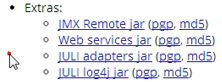 Extras:
JMX Remote jar (pgp, md5)
Web services jar (pgp, md5)
JULI adapters jar (pgp, md5)
JULI log4j jar (pgp, md5)